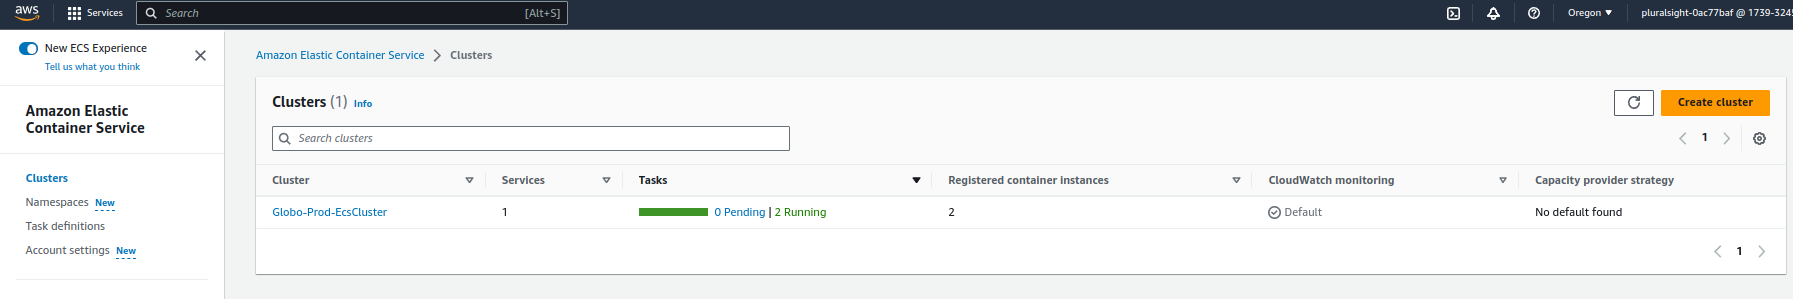 aws
Services
Search
[Alt+S]
Oregon
pluralsight-0ac77baf @ 1739-324
New ECS Experience
Tell us what you think
Amazon Elastic
Container Service
Clusters
Namespaces New
Task definitions
Account settings New
Amazon Elastic Container Service > Clusters
Clusters (1) Info
Create cluster
Search clusters
1
Cluster Services Tasks Registered container instances CloudWatch monitoring Capacity provider strategy
Globo-Prod-EcsCluster 1 0 Pending | 2 Running 2 Default No default found
1